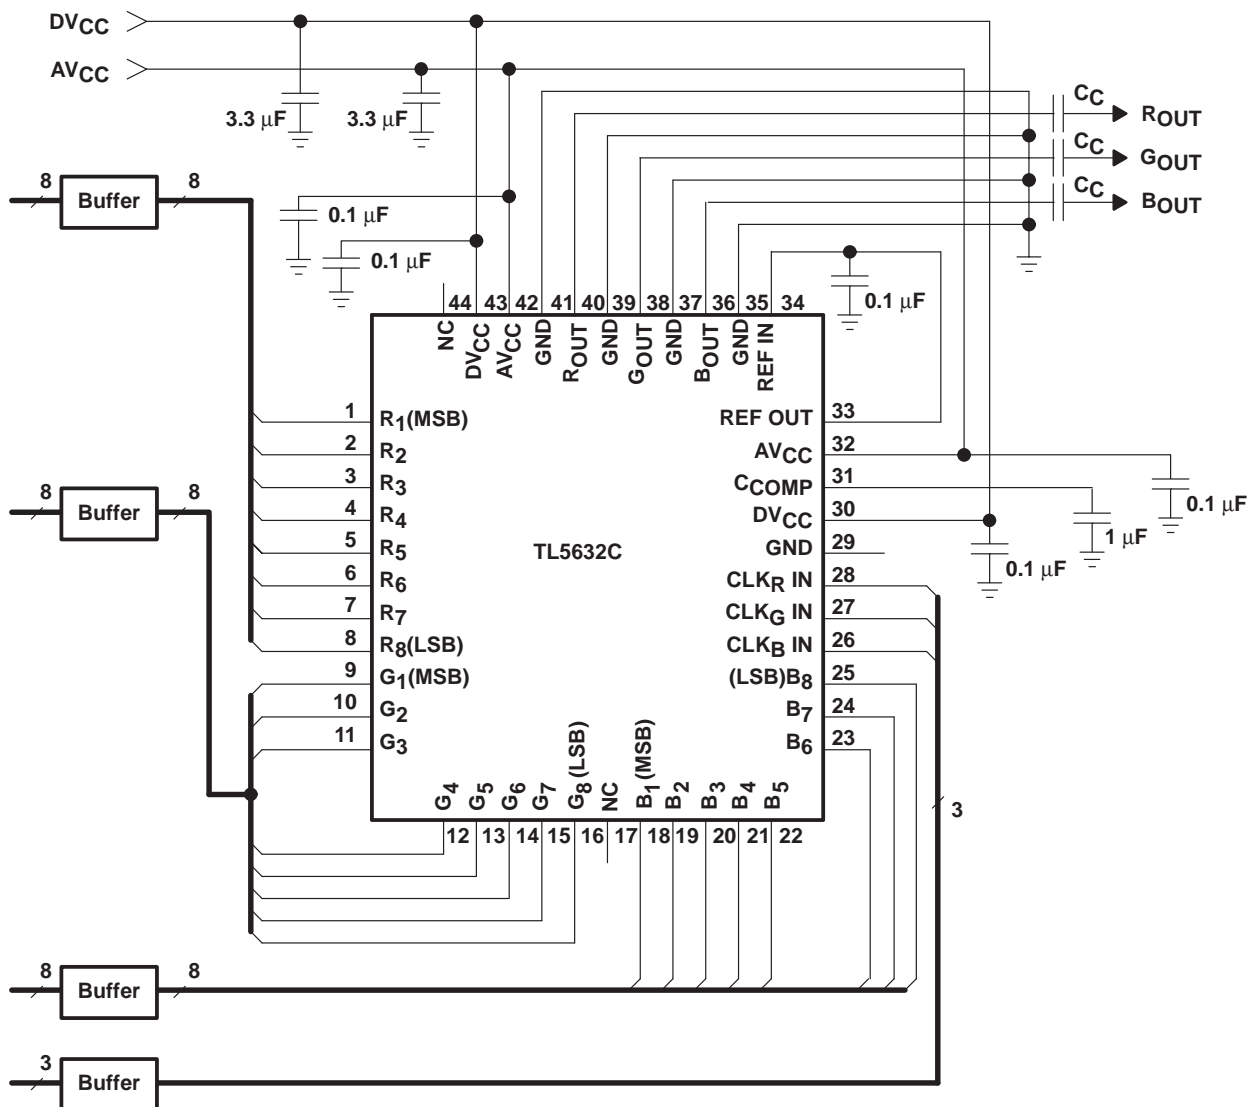 DVCC
AVCC
3.3 µF
3.3 µF
CC
ROUT
CC
GOUT
CC
BOUT
8
Buffer
8
0.1 µF
0.1 µF
0.1 µF
44 43 42 41 40 39 38 37 36 35 34
NC
DVCC
AVCC
GND
ROUT
GND
GOUT
GND
BOUT
GND
REF IN
1 R1(MSB)
2 R2
3 R3
4 R4
5 R5
6 R6
7 R7
8 R8(LSB)
9 G1(MSB)
10 G2
11 G3
8
Buffer
8
TL5632C
REF OUT 33
AVCC 32
CCOMP 31
DVCC 30
GND 29
CLKR IN 28
CLKG IN 27
CLKB IN 26
(LSB)B8 25
B7 24
B6 23
0.1 µF
1 µF
0.1 µF
G4
G5
G6
G7
G8(LSB)
NC
B1(MSB)
B2
B3
B4
B5
12 13 14 15 16 17 18 19 20 21 22
3
8
Buffer
8
3
Buffer